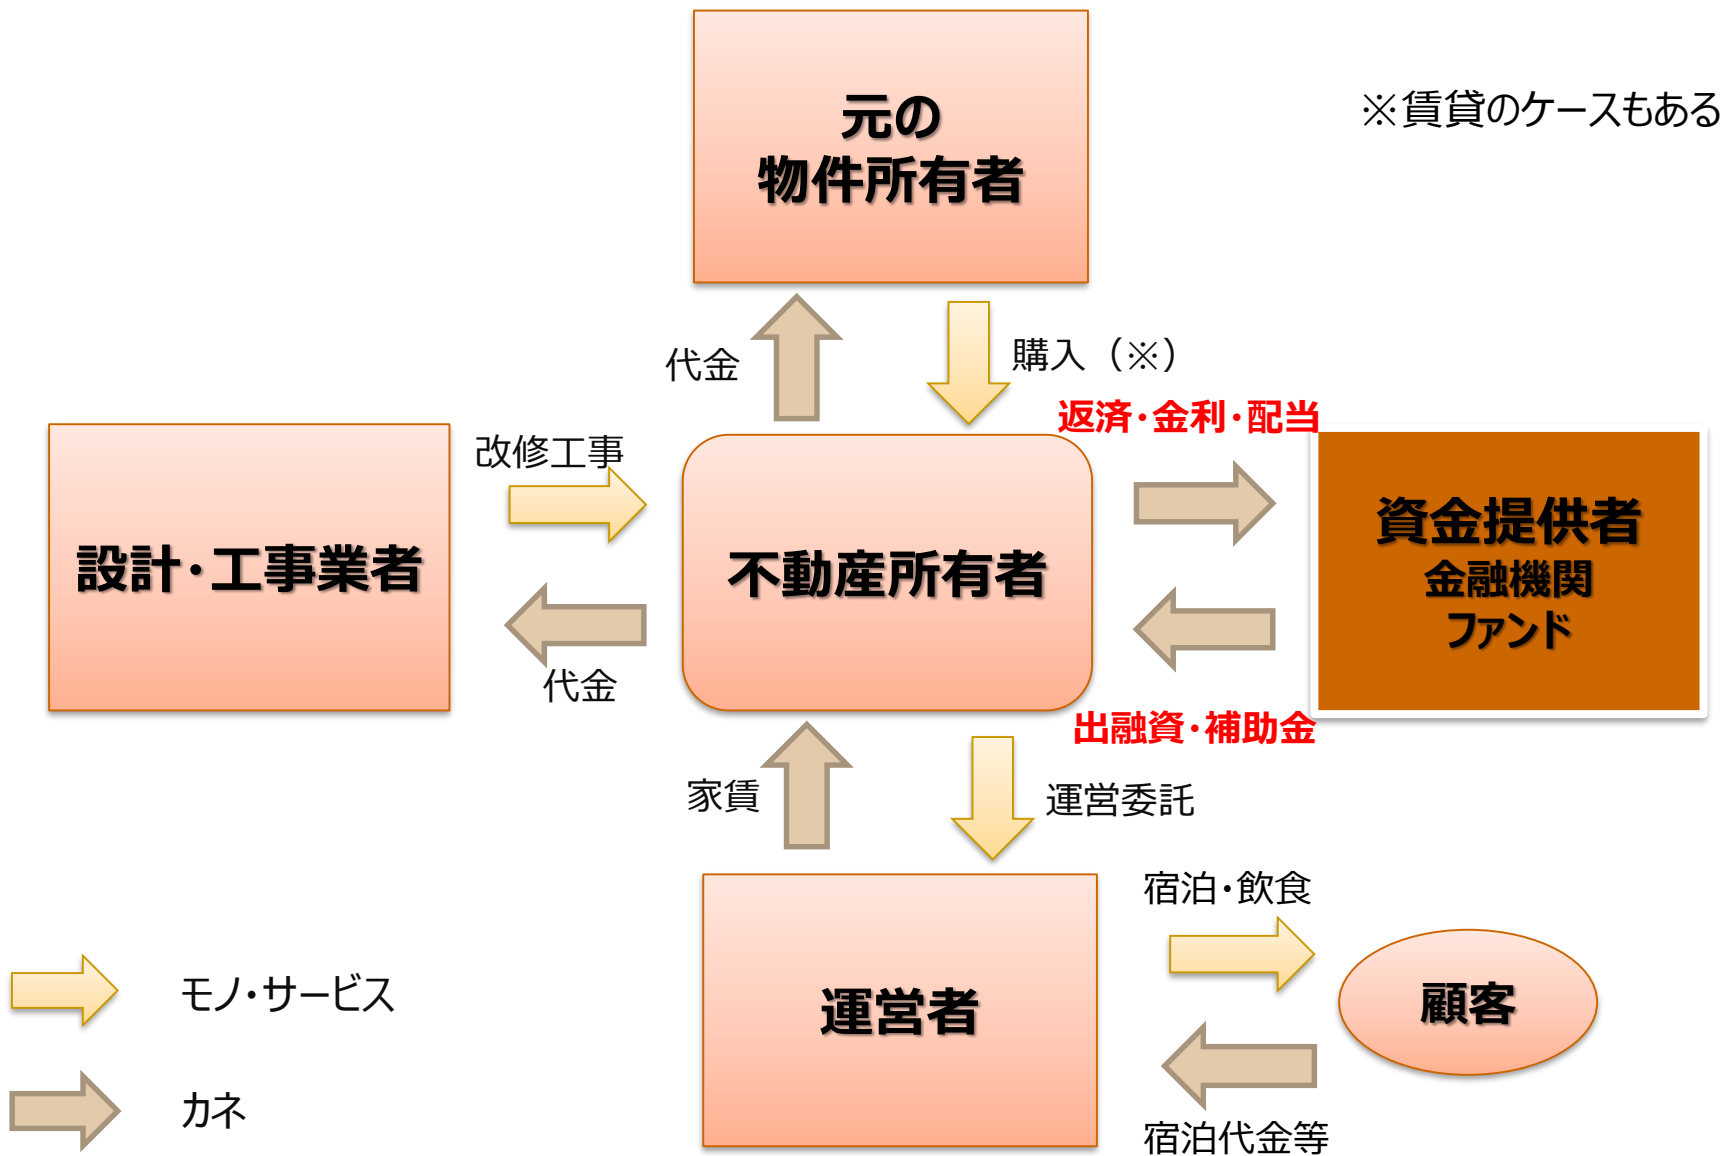 元の
物件所有者
※賃貸のケースもある
代金
購入（※）
返済・金利・配当
改修工事
設計・工事業者
不動産所有者
資金提供者
金融機関
ファンド
代金
出融資・補助金
家賃
運営委託
宿泊・飲食
運営者
顧客
モノ・サービス
カネ
宿泊代金等